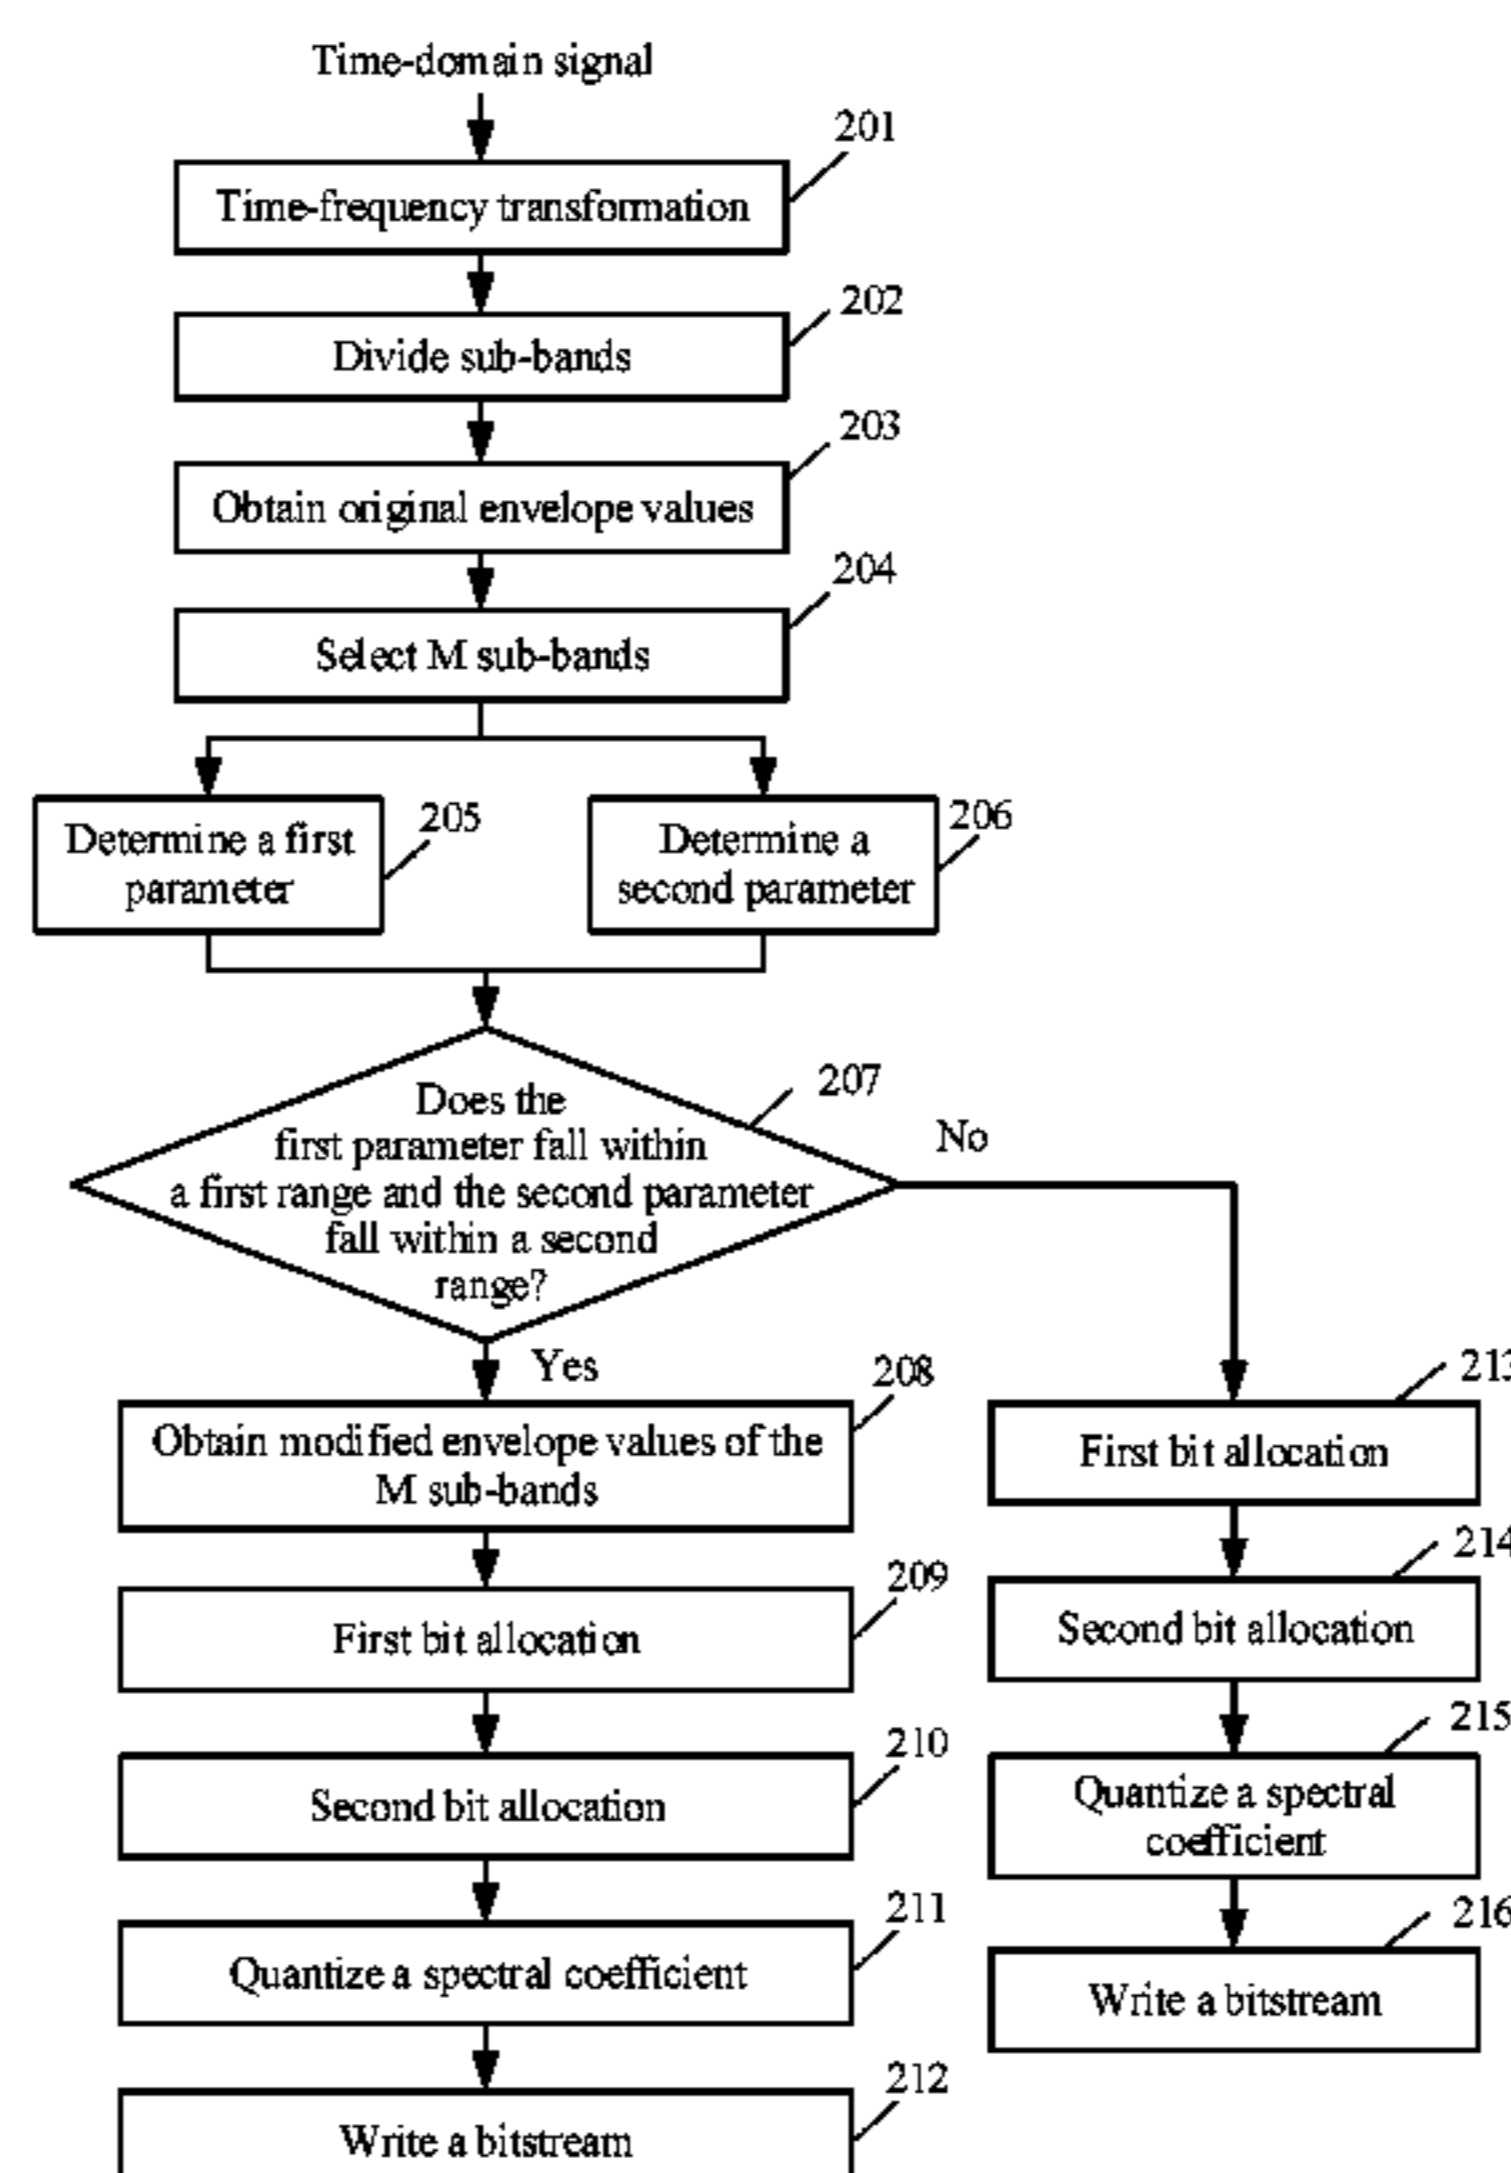 Time-domain signal
201
Time-frequency transformation
202
Divide sub-bands
203
Obtain original envelope values
204
Select M sub-bands
205
Determine a first
parameter
206
Determine a
second parameter
207
Does the
first parameter fall within
a first range and the second parameter
fall within a second
range?
No
Yes
208
Obtain modified envelope values of the
M sub-bands
209
First bit allocation
210
Second bit allocation
211
Quantize a spectral coefficient
212
Write a bitstream
213
First bit allocation
214
Second bit allocation
215
Quantize a spectral
coefficient
216
Write a bitstream